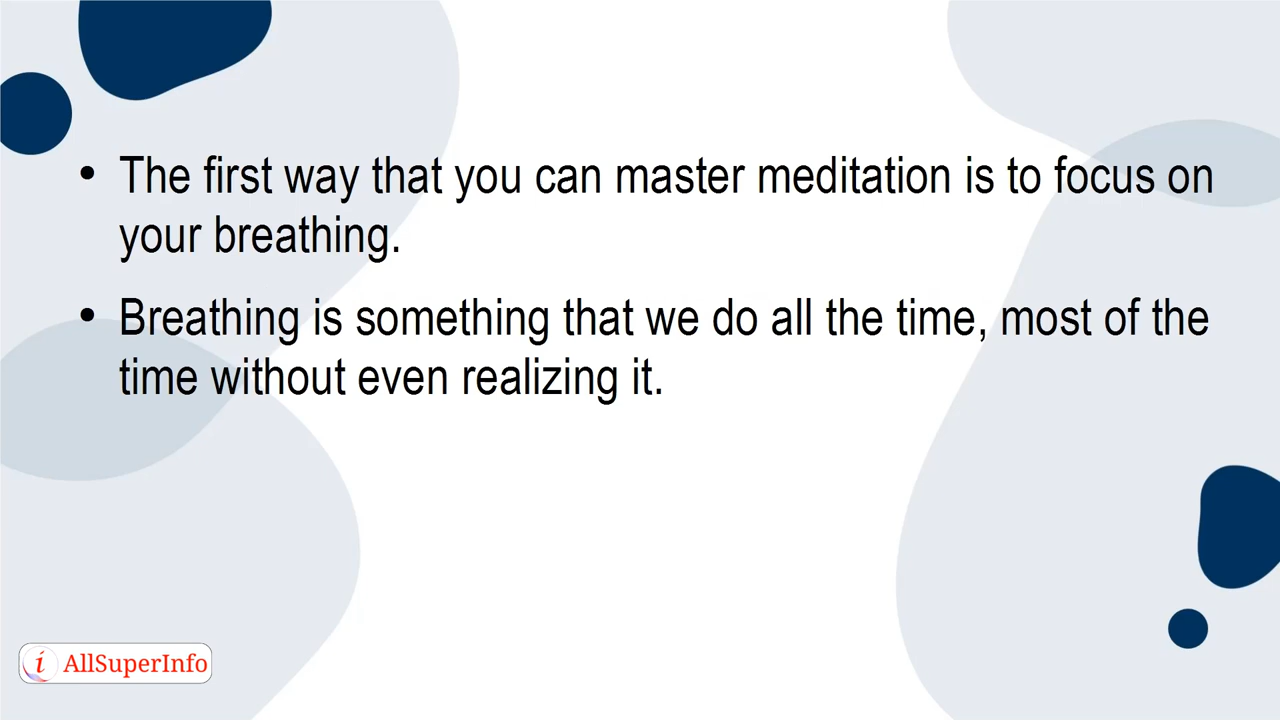 • The first way that you can master meditation is to focus on
your breathing.
• Breathing is something that we do all the time, most of the
time without even realizing it.
i AllSuperInfo